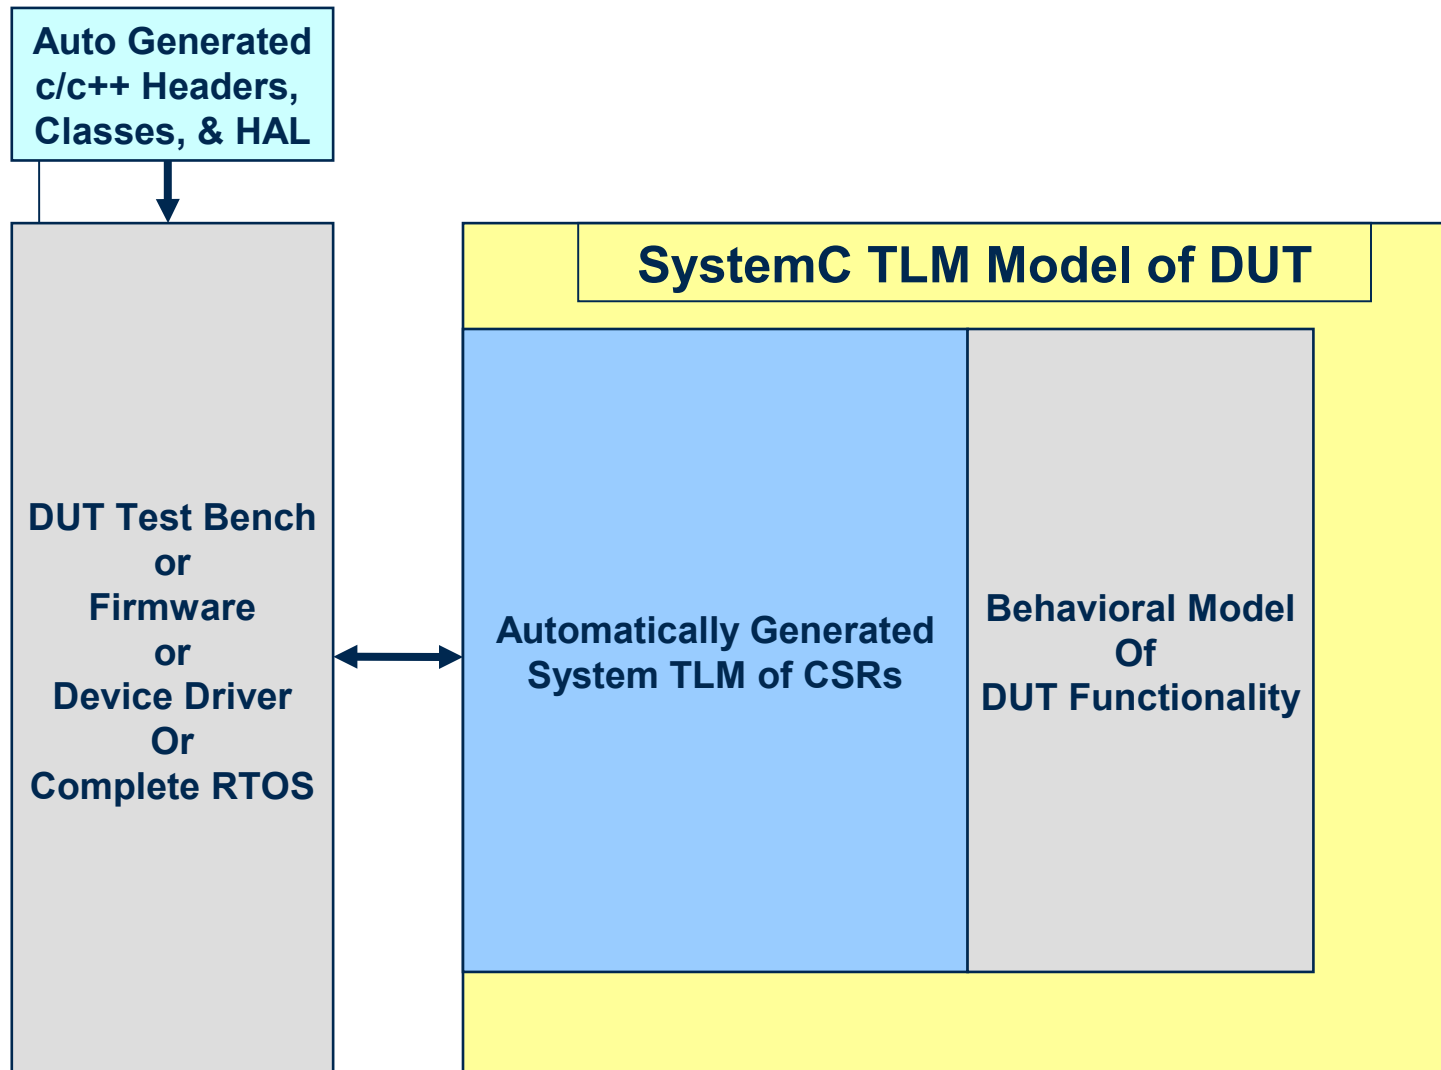 Auto Generated
c/c++ Headers,
Classes, & HAL
SystemC TLM Model of DUT
DUT Test Bench
or
Firmware
or
Device Driver
Or
Complete RTOS
Automatically Generated
System TLM of CSRs
Behavioral Model
Of
DUT Functionality